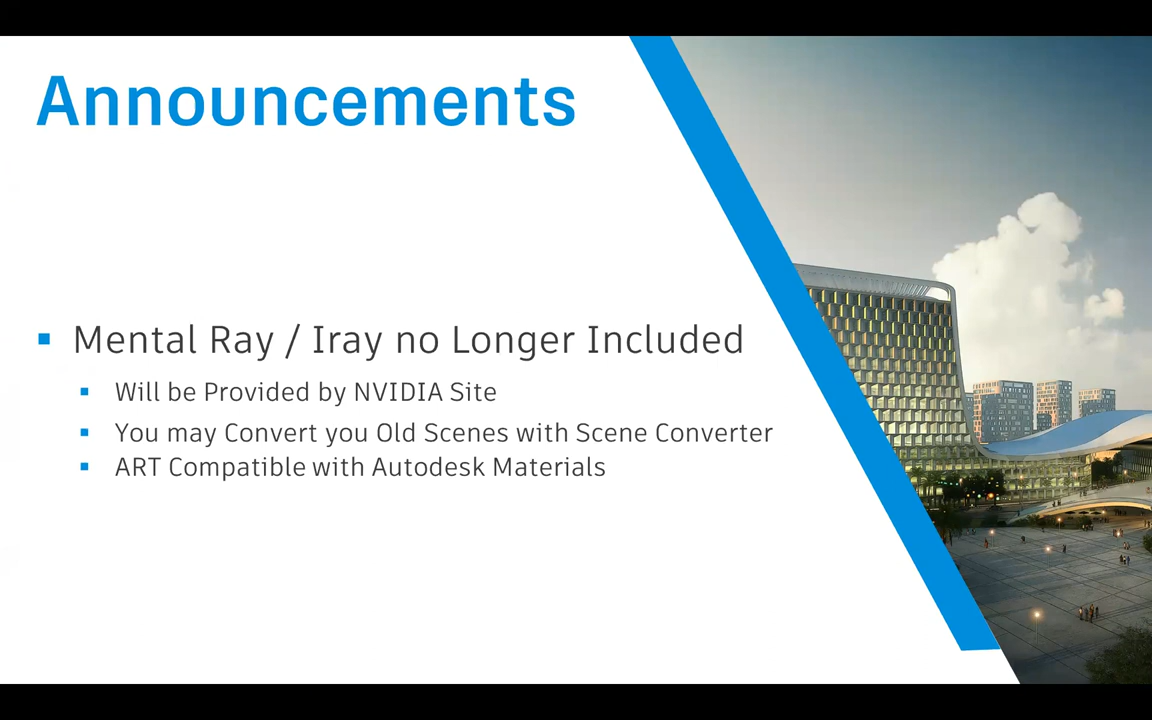 Announcements
Mental Ray / Iray no Longer Included
Will be Provided by NVIDIA Site
You may Convert you Old Scenes with Scene Converter
ART Compatible with Autodesk Materials